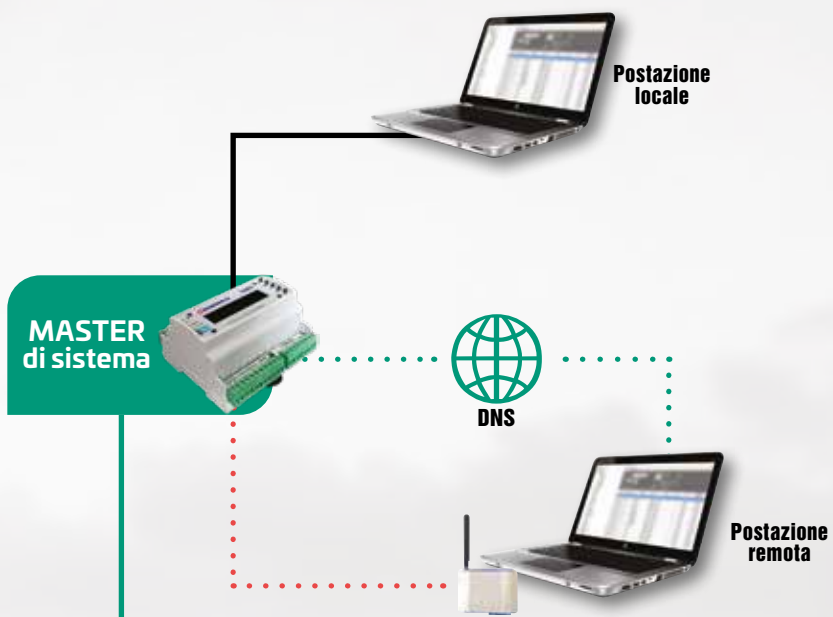 Postazione
locale
MASTER
di sistema
DNS
Postazione
remota